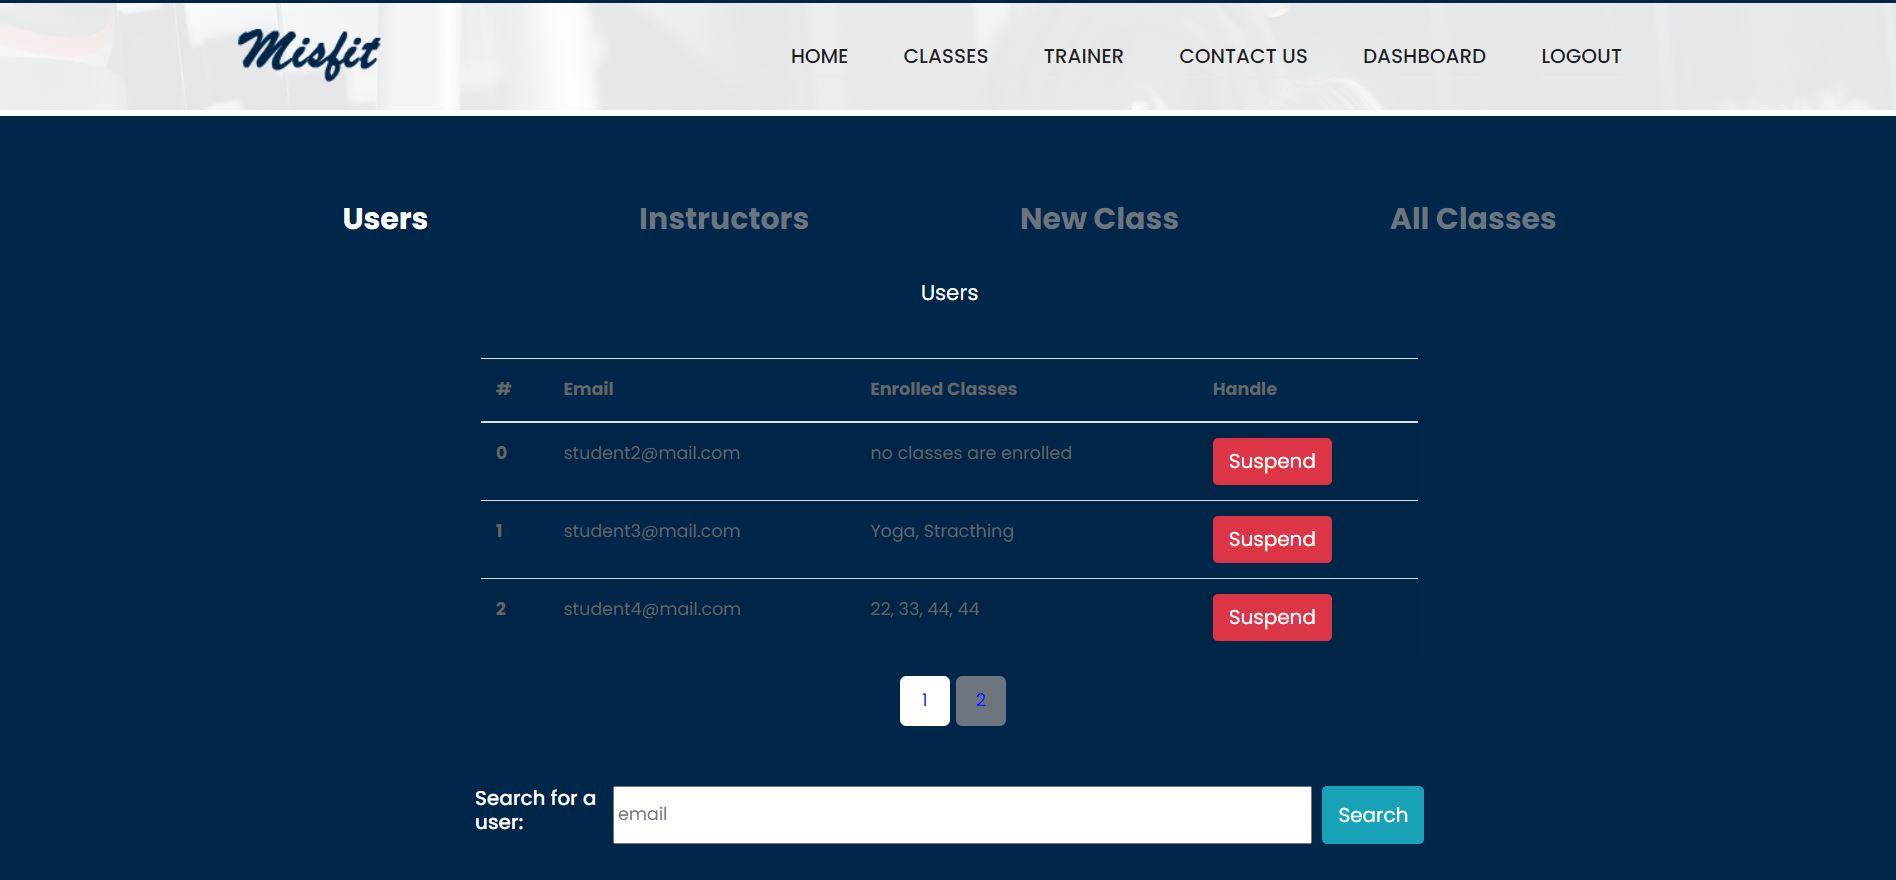 Misfit HOME CLASSES TRAINER CONTACT US DASHBOARD LOGOUT
Users Instructors New Class All Classes
Users
# Email Enrolled Classes Handle
0 student2@mail.com no classes are enrolled Suspend
1 student3@mail.com Yoga, Stracthing Suspend
2 student4@mail.com 22, 33, 44, 44 Suspend
1 2
Search for a
user:
email
Search